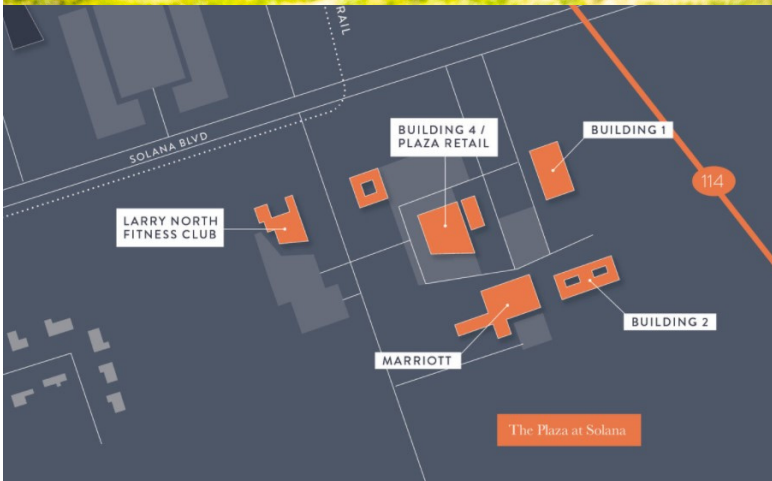 RAIL
SOLANA BLVD
BUILDING 4 /
PLAZA RETAIL
BUILDING 1
114
LARRY NORTH
FITNESS CLUB
BUILDING 2
MARRIOTT
The Plaza at Solana